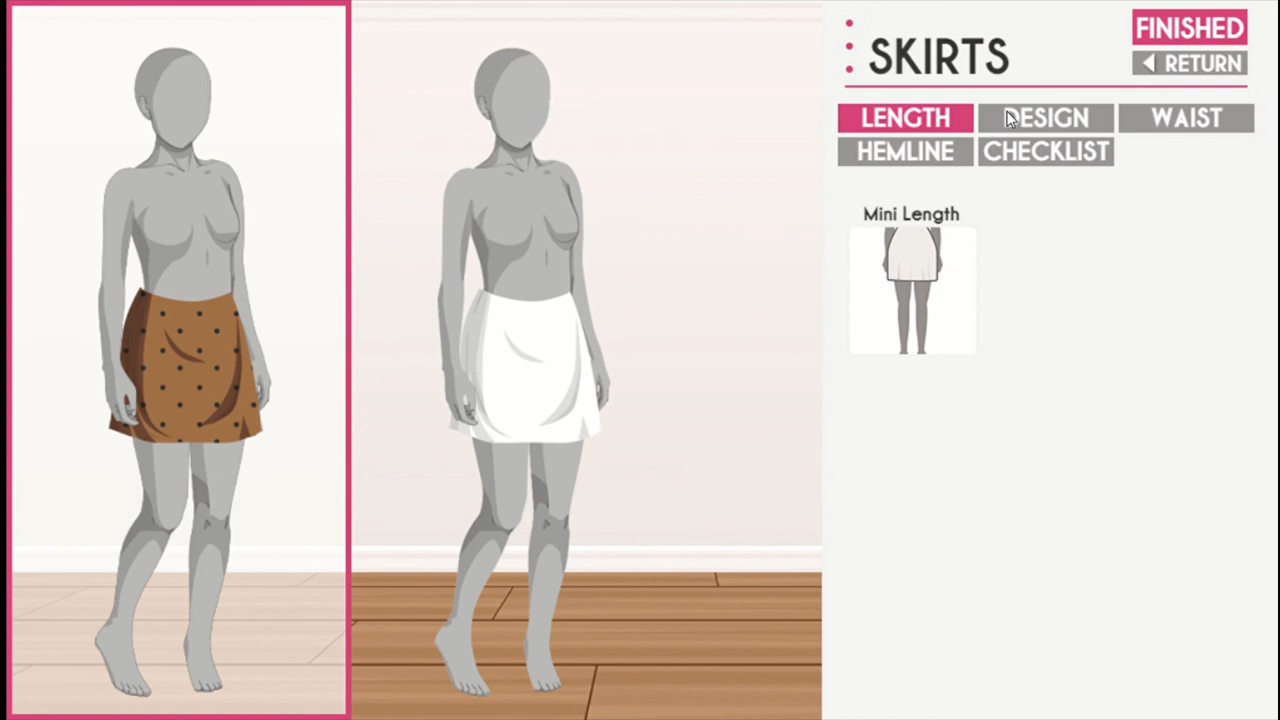 FINISHED
SKIRTS
RETURN
LENGTH DESIGN WAIST
HEMLINE CHECKLIST
Mini Length